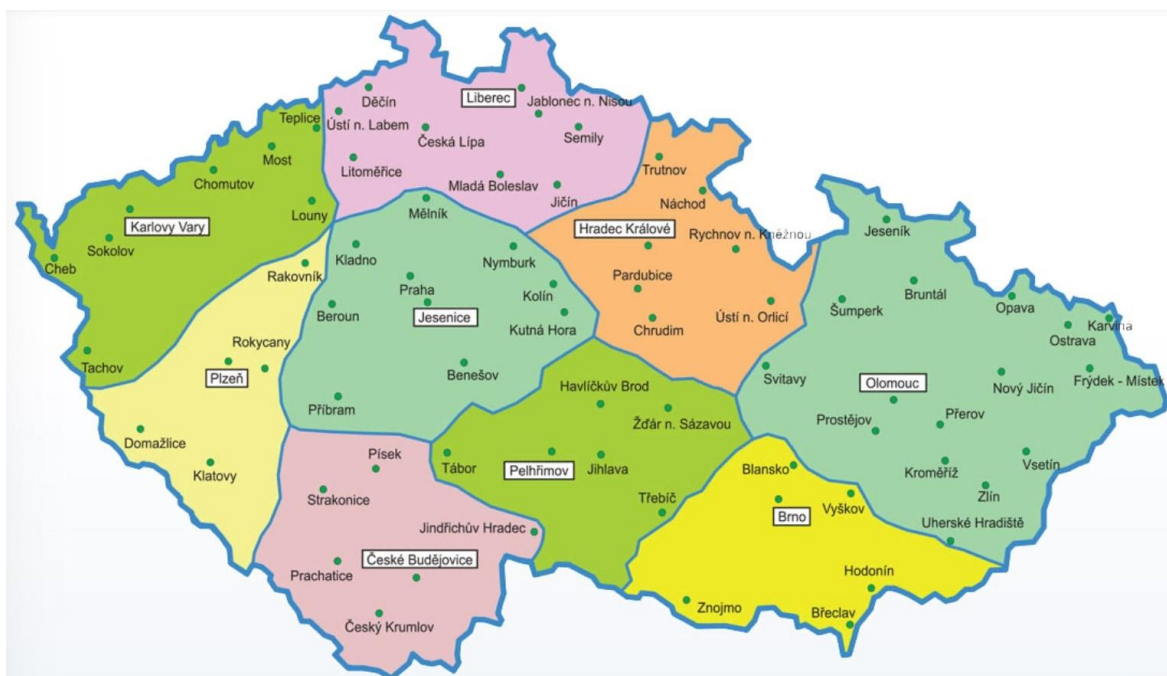 Děčín
Liberec
Jablonec n. Nisou
Teplice
Ústí n. Labem
Česká Lípa
Semily
Most
Litoměřice
Trutnov
Chomutov
Mladá Boleslav
Jičín
Náchod
Louny
Mělník
Karlovy Vary
Hradec Králové
Rychnov n. Kněžnou
Jeseník
Sokolov
Kladno
Nymburk
Cheb
Rakovník
Praha
Pardubice
Kolín
Bruntál
Beroun
Jesenice
Šumperk
Opava
Kutná Hora
Chrudim
Ústí n. Orlicí
Karviná
Ostrava
Rokycany
Tachov
Plzeň
Benešov
Svitavy
Frýdek - Místek
Havlíčkův Brod
Olomouc
Nový Jičín
Příbram
Žďár n. Sázavou
Prostějov
Přerov
Domažlice
Písek
Tábor
Pelhřimov
Jihlava
Blansko
Vsetín
Klatovy
Kroměříž
Strakonice
Třebíč
Zlín
Vyškov
Brno
Uherské Hradiště
Jindřichův Hradec
České Budějovice
Prachatice
Hodonín
Znojmo
Břeclav
Český Krumlov